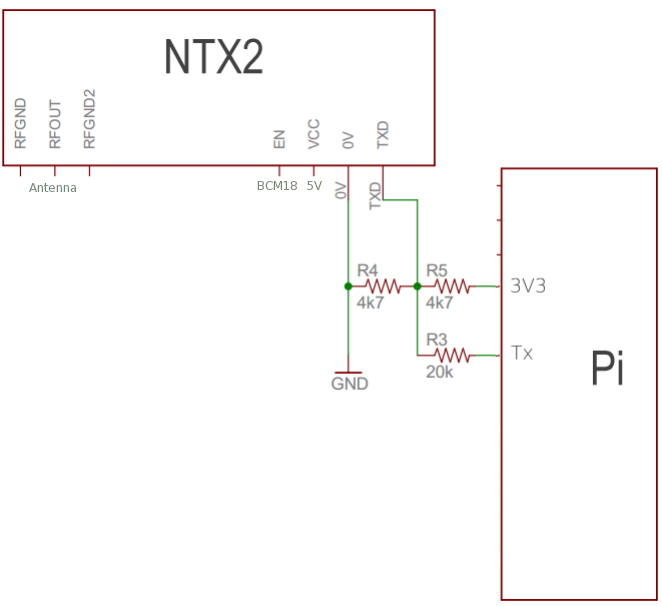 NTX2
RFGND
RFOUT
RFGND2
EN
VCC
0V
TXD
Antenna
BCM18
5V
0V
TXD
R4
4k7
R5
4k7
3V3
R3
20k
Tx
Pi
GND